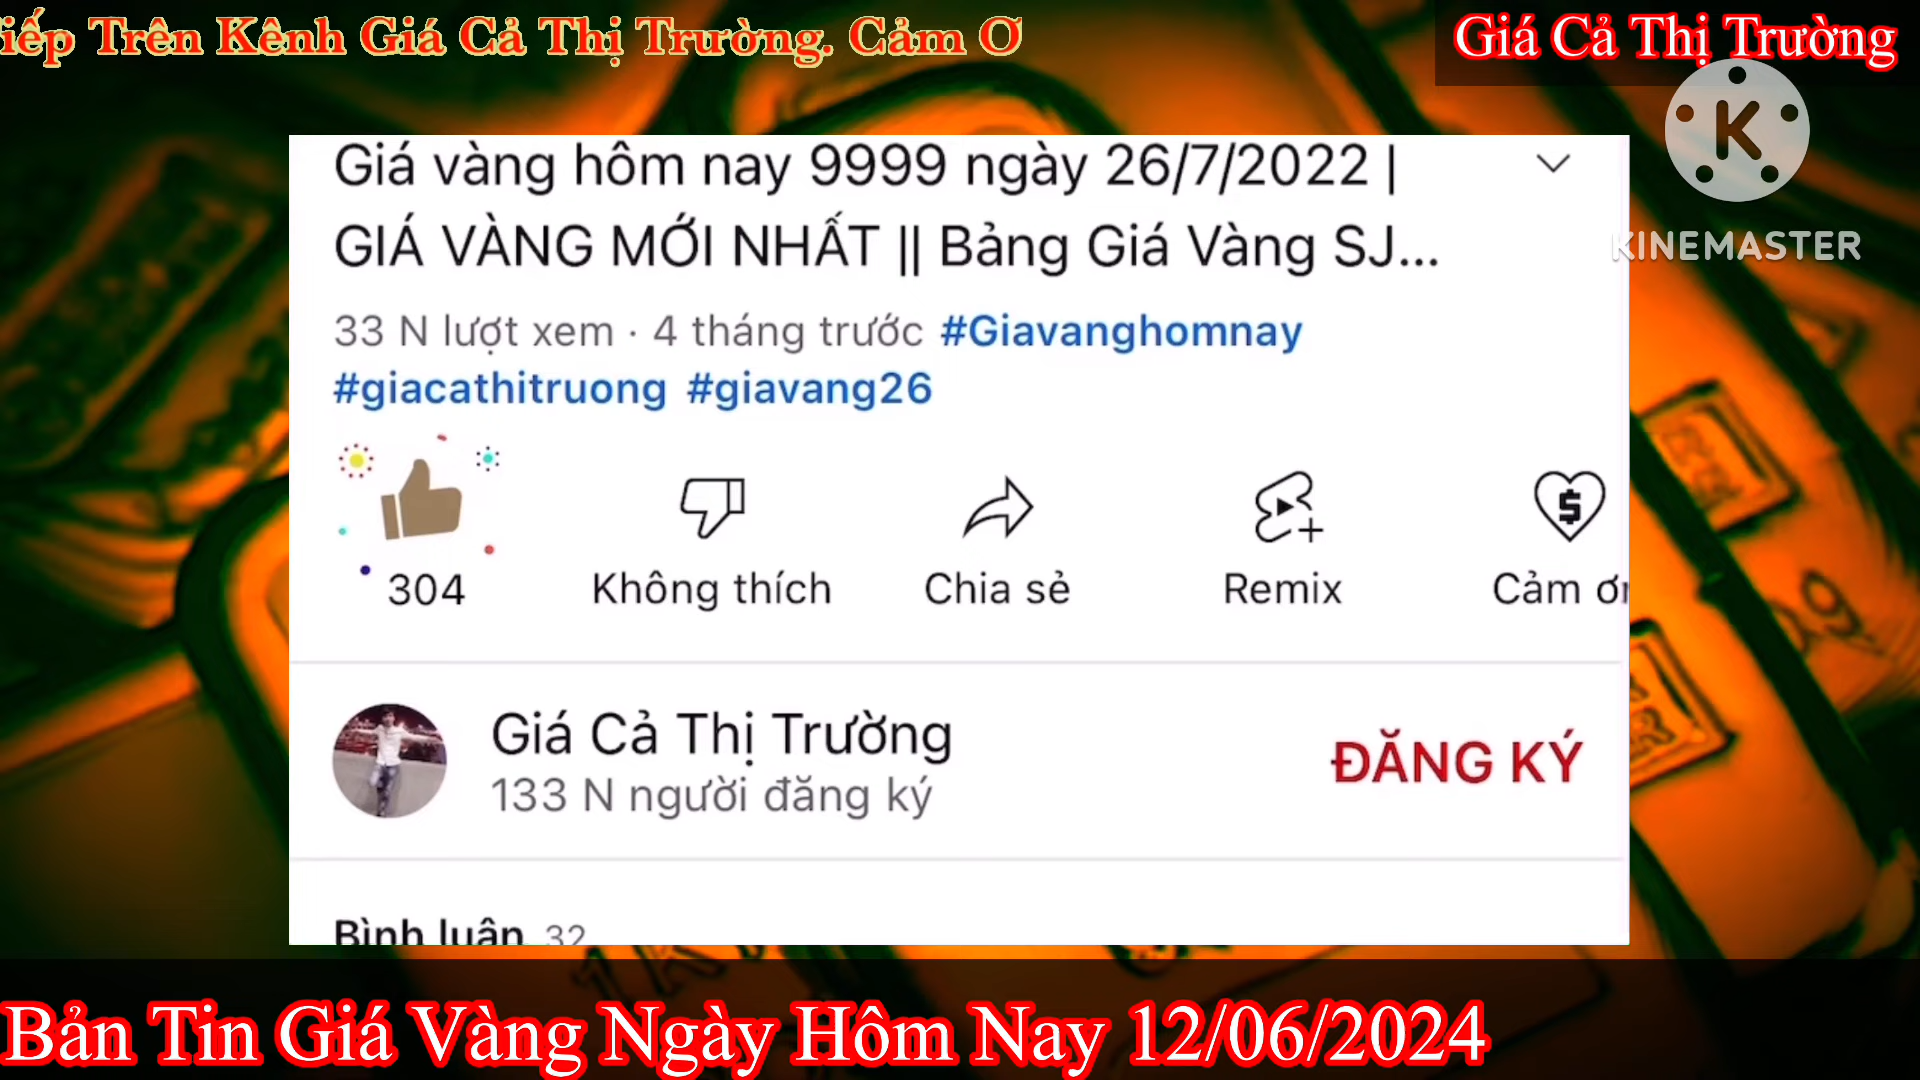 iếp Trên Kênh Giá Cả Thị Trường. Cảm Ơ
Giá Cả Thị Trường
K
KINEMASTER
Giá vàng hôm nay 9999 ngày 26/7/2022 |
GIÁ VÀNG MỚI NHẤT || Bảng Giá Vàng SJ...
33 N lượt xem · 4 tháng trước #Giavanghomnay
#giacathitruong #giavang26
304
Không thích
Chia sẻ
Remix
Cảm ơn
Giá Cả Thị Trường
133 N người đăng ký
ĐĂNG KÝ
Bình luận 32
Bản Tin Giá Vàng Ngày Hôm Nay 12/06/2024